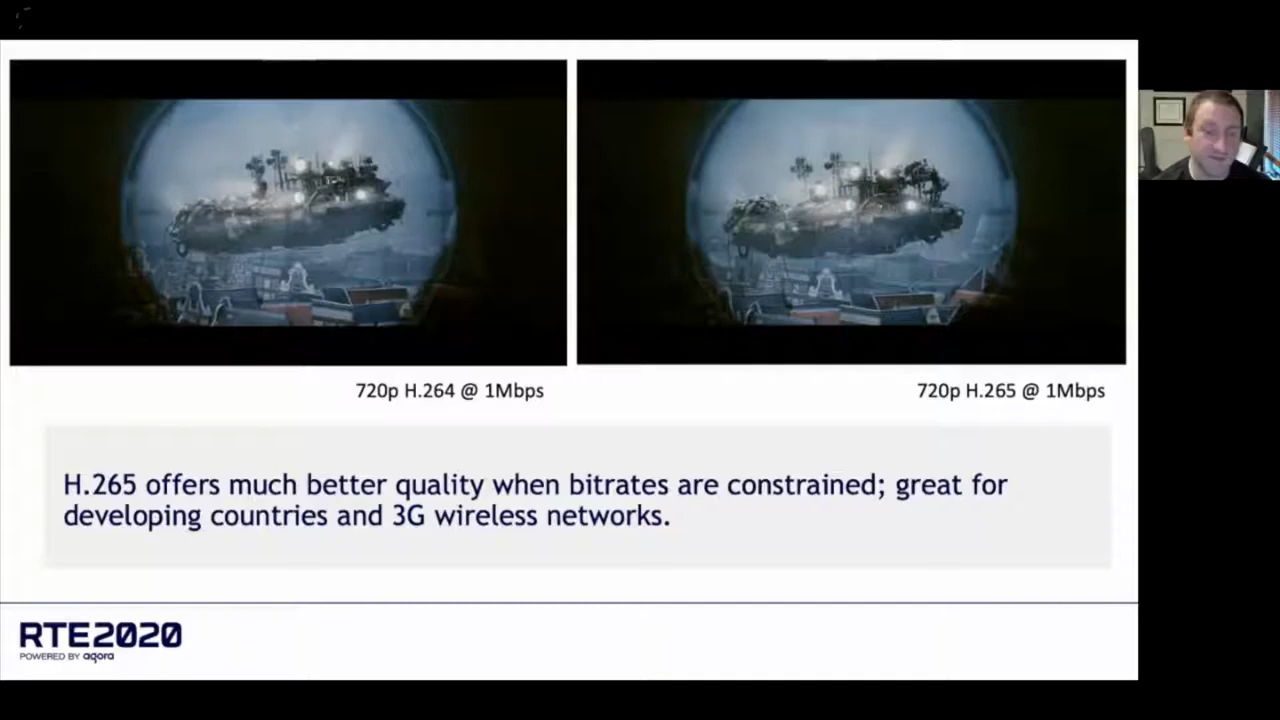 720p H.264 @ 1Mbps
720p H.265 @ 1Mbps
H.265 offers much better quality when bitrates are constrained; great for
developing countries and 3G wireless networks.
RTE2020
POWERED BY agora